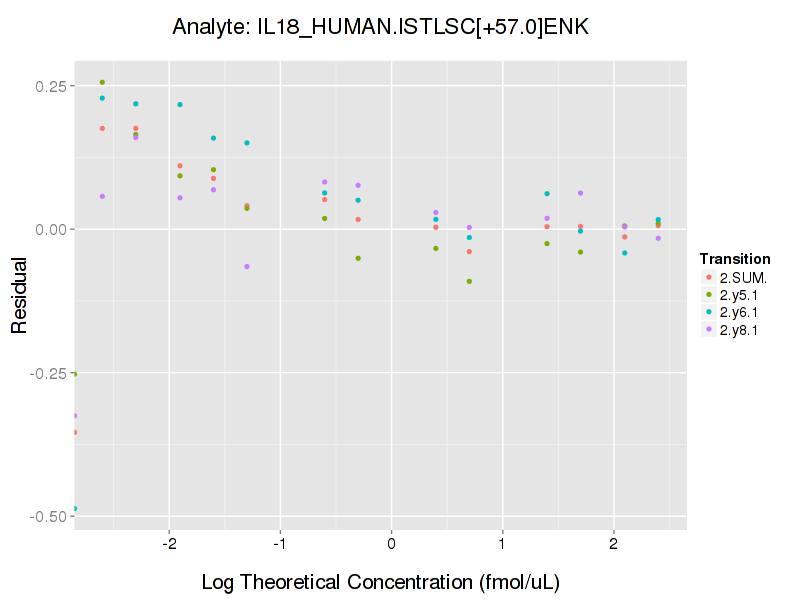 Analyte: IL18_HUMAN.ISTLSC[+57.0]ENK
0.25
0.00
-0.25
-0.50
Residual
-2 -1 0 1 2
Log Theoretical Concentration (fmol/uL)
Transition
2.SUM.
2.y5.1
2.y6.1
2.y8.1